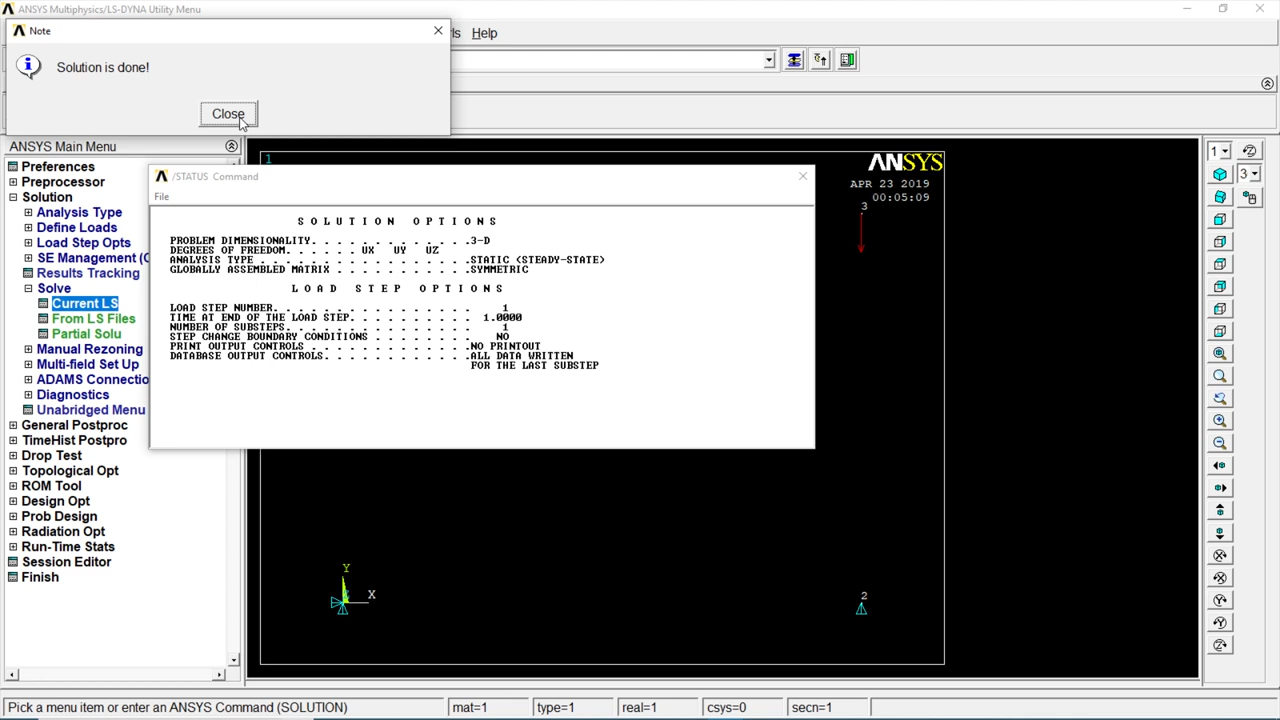 ANSYS Multiphysics/LS-DYNA Utility Menu
Note
Help
Solution is done!
Close
ANSYS Main Menu
Preferences
Preprocessor
Solution
Analysis Type
Define Loads
Load Step Opts
SE Management (C
Results Tracking
Solve
Current LS
From LS Files
Partial Solu
Manual Rezoning
Multi-field Set Up
ADAMS Connectio
Diagnostics
Unabridged Menu
General Postproc
TimeHist Postpro
Drop Test
Topological Opt
ROM Tool
Design Opt
Prob Design
Radiation Opt
Run-Time Stats
Session Editor
Finish
/STATUS Command
File
S O L U T I O N   O P T I O N S
PROBLEM DIMENSIONALITY. . . . . . . . . . . . .3-D
DEGREES OF FREEDOM. . . . . . UX   UY   UZ
ANALYSIS TYPE . . . . . . . . . . . . . . . . .STATIC (STEADY-STATE)
GLOBALLY ASSEMBLED MATRIX . . . . . . . . . . .SYMMETRIC
L O A D   S T E P   O P T I O N S
LOAD STEP NUMBER. . . . . . . . . . . . . . . . 1
TIME AT END OF THE LOAD STEP. . . . . . . . . . 1.0000
NUMBER OF SUBSTEPS. . . . . . . . . . . . . . . 1
STEP CHANGE BOUNDARY CONDITIONS . . . . . . . . NO
PRINT OUTPUT CONTROLS . . . . . . . . . . . . .NO PRINTOUT
DATABASE OUTPUT CONTROLS. . . . . . . . . . . .ALL DATA WRITTEN
FOR THE LAST SUBSTEP
1
ANSYS
APR 23 2019
00:05:09
3
Y
X
2
1
3
Pick a menu item or enter an ANSYS Command (SOLUTION)
mat=1
type=1
real=1
csys=0
secn=1